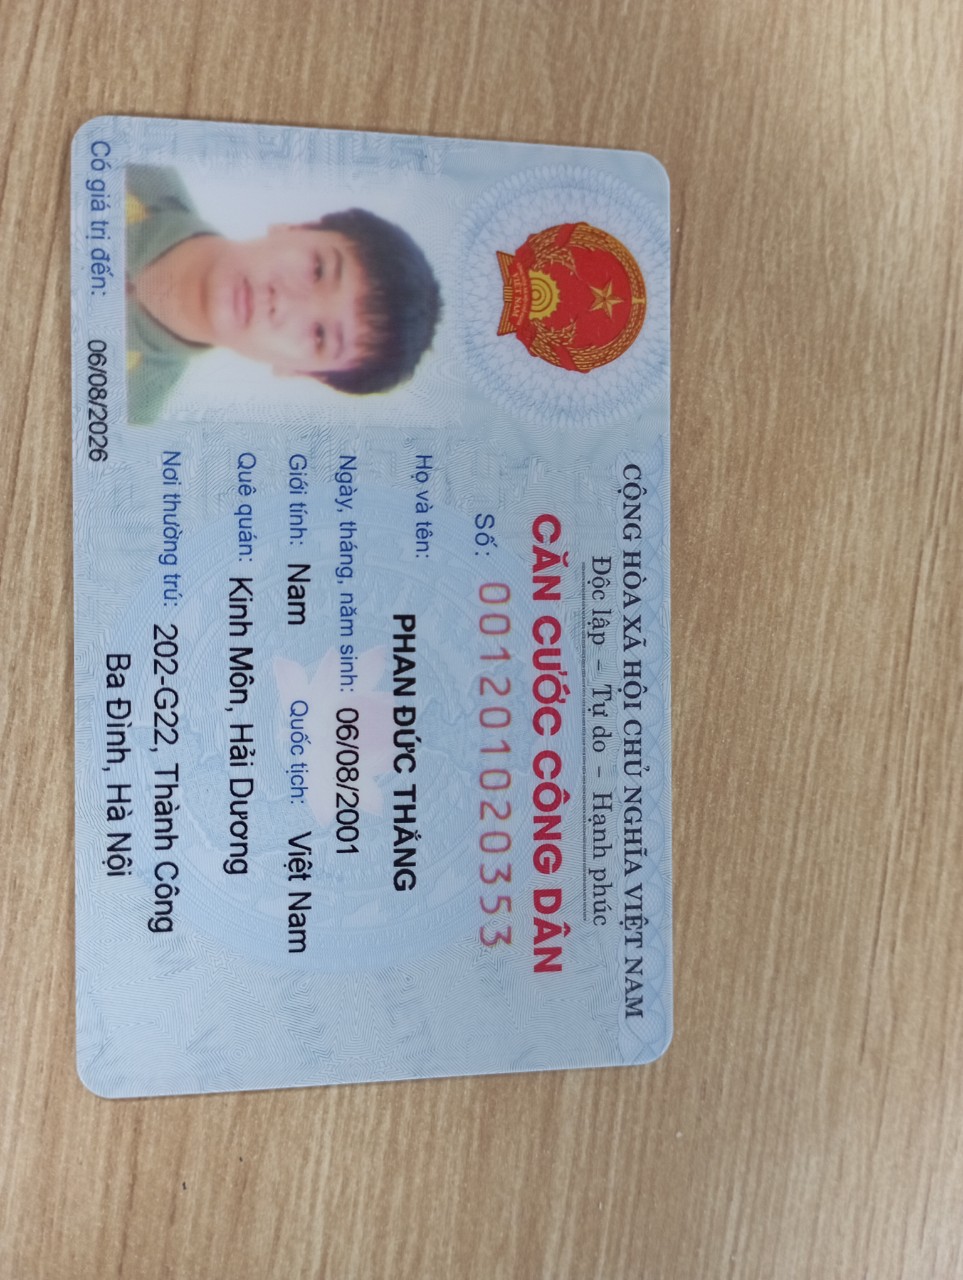 CỘNG HÒA XÃ HỘI CHỦ NGHĨA VIỆT NAM
Độc lập – Tự do – Hạnh phúc
CĂN CƯỚC CÔNG DÂN
Số: 001201020353
Họ và tên:
PHAN ĐỨC THẮNG
Ngày, tháng, năm sinh: 06/08/2001
Giới tính: Nam Quốc tịch: Việt Nam
Quê quán: Kinh Môn, Hải Dương
Nơi thường trú: 202-G22, Thành Công
Ba Đình, Hà Nội
Có giá trị đến: 06/08/2026
VIỆT NAM